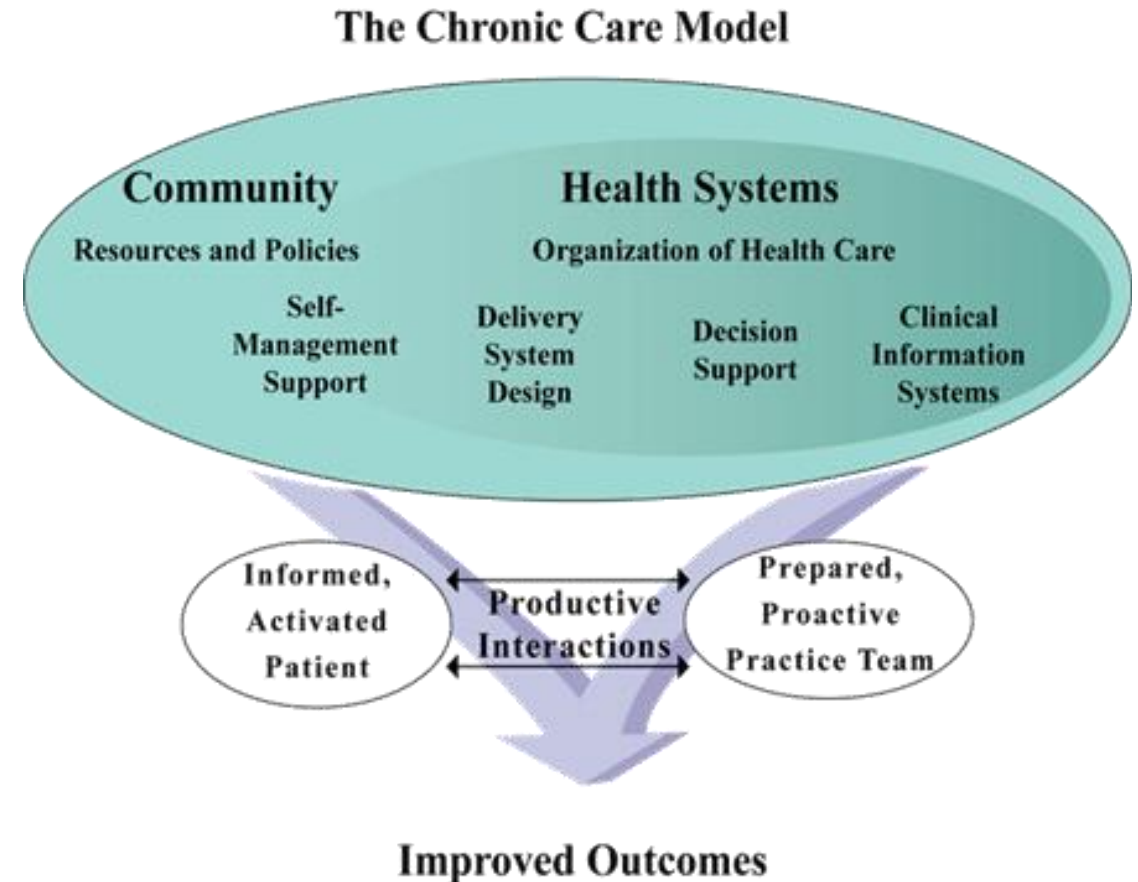 The Chronic Care Model
Community
Health Systems
Resources and Policies
Organization of Health Care
Self-
Management
Support
Delivery
System
Design
Decision
Support
Clinical
Information
Systems
Informed,
Activated
Patient
Productive
Interactions
Prepared,
Proactive
Practice Team
Improved Outcomes